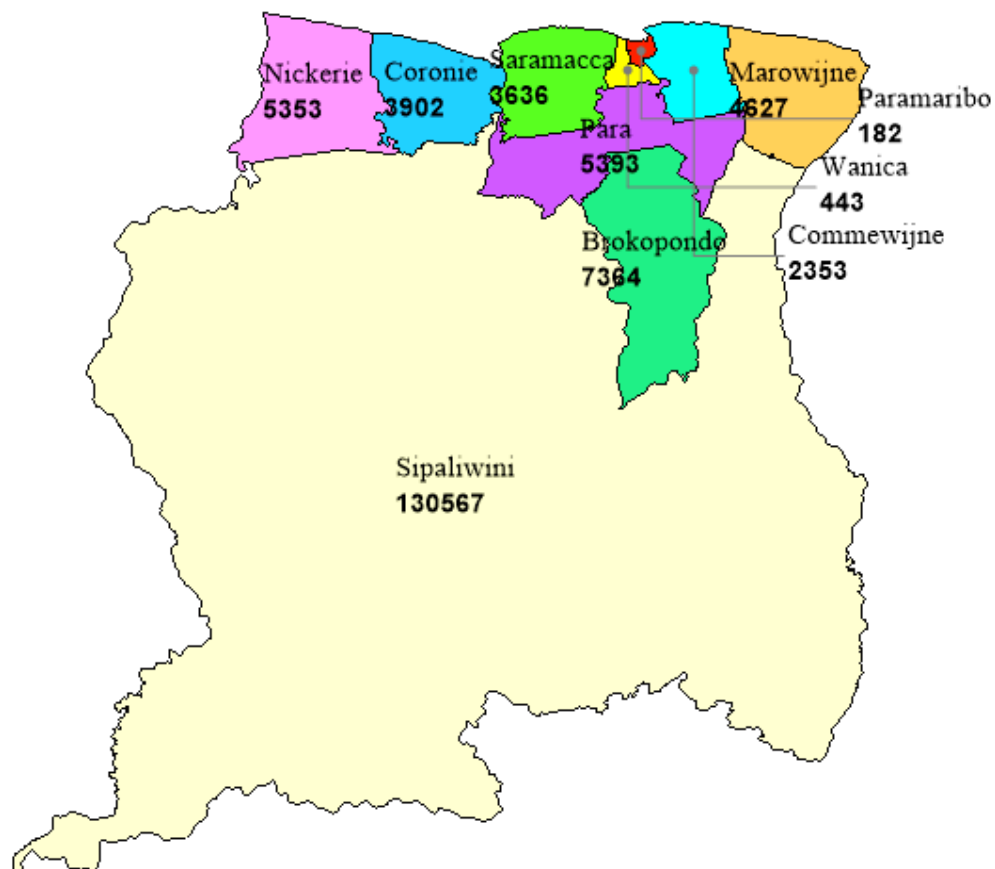 Nickerie
5353
Coronie
3902
Saramacca
3636
Marowijne
4627
Paramaribo
182
Para
5393
Wanica
443
Commewijne
2353
Brokopondo
7364
Sipaliwini
130567